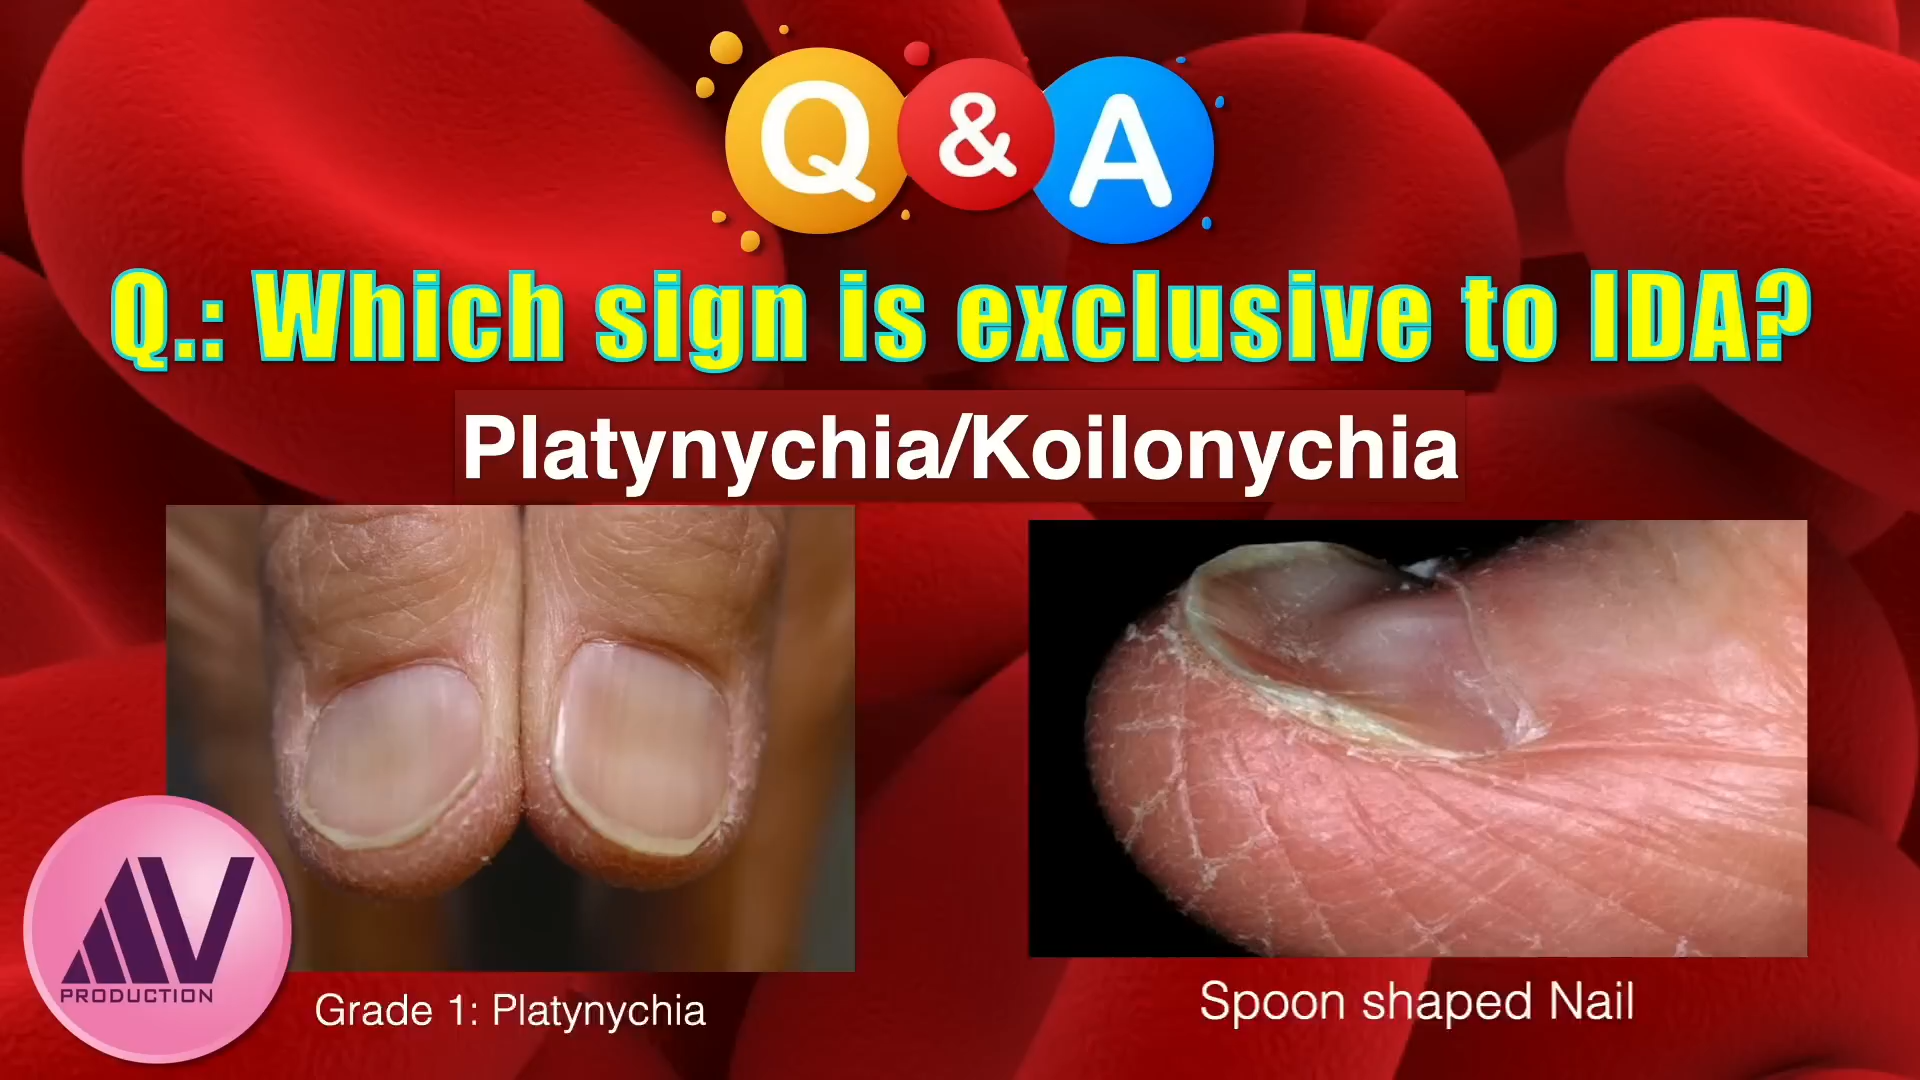 Q & A
Q.: Which sign is exclusive to IDA?
Platynychia/Koilonychia
AV
PRODUCTION
Grade 1: Platynychia
Spoon shaped Nail